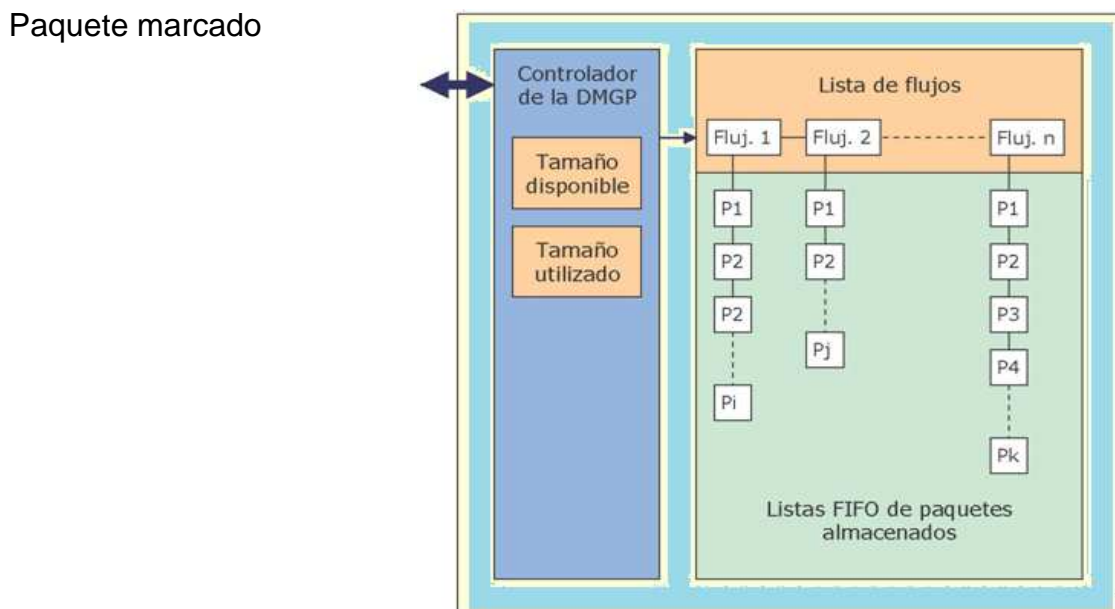 Paquete marcado
Controlador
de la DMGP
Tamaño
disponible
Tamaño
utilizado
Lista de flujos
Fluj. 1
Fluj. 2
Fluj. n
P1
P2
P2
Pi
P1
P2
Pj
P1
P2
P3
P4
Pk
Listas FIFO de paquetes
almacenados